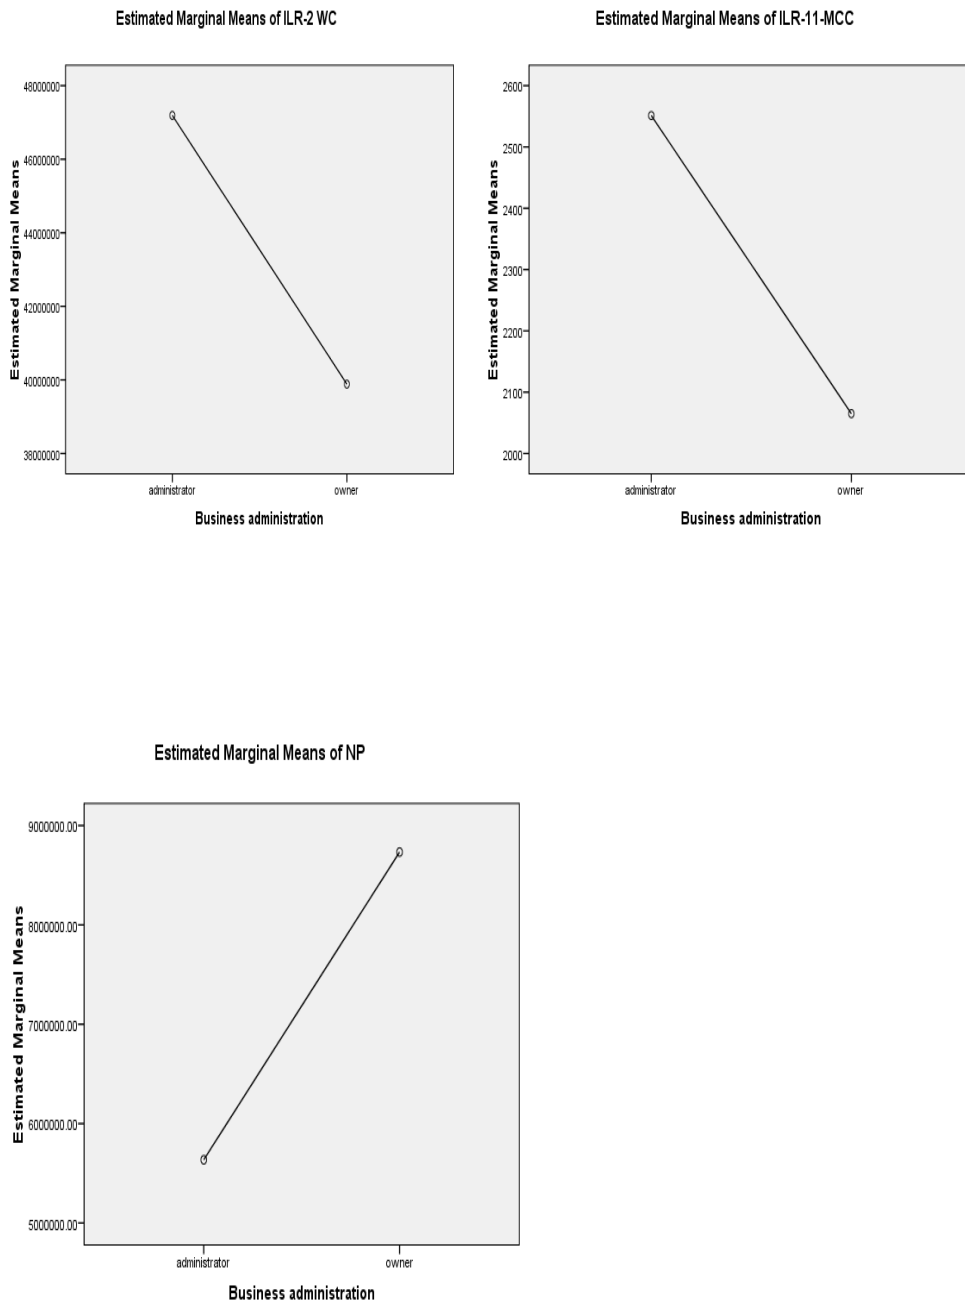 Estimated Marginal Means of ILR-2 WC
Estimated Marginal Means
48000000
46000000
44000000
42000000
40000000
38000000
administrator owner
Business administration
Estimated Marginal Means of ILR-11-MCC
Estimated Marginal Means
2600
2500
2400
2300
2200
2100
2000
administrator owner
Business administration
Estimated Marginal Means of NP
Estimated Marginal Means
9000000.00
8000000.00
7000000.00
6000000.00
5000000.00
administrator owner
Business administration